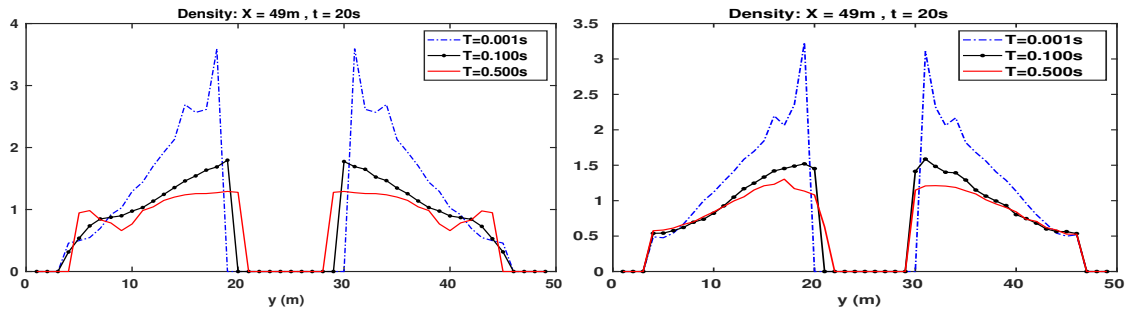 Density: X = 49m , t = 20s
4
3
2
1
0
0 10 20 30 40 50
y (m)
T=0.001s
T=0.100s
T=0.500s
Density: X = 49m , t = 20s
3.5
3
2.5
2
1.5
1
0.5
0
0 10 20 30 40 50
y (m)
T=0.001s
T=0.100s
T=0.500s